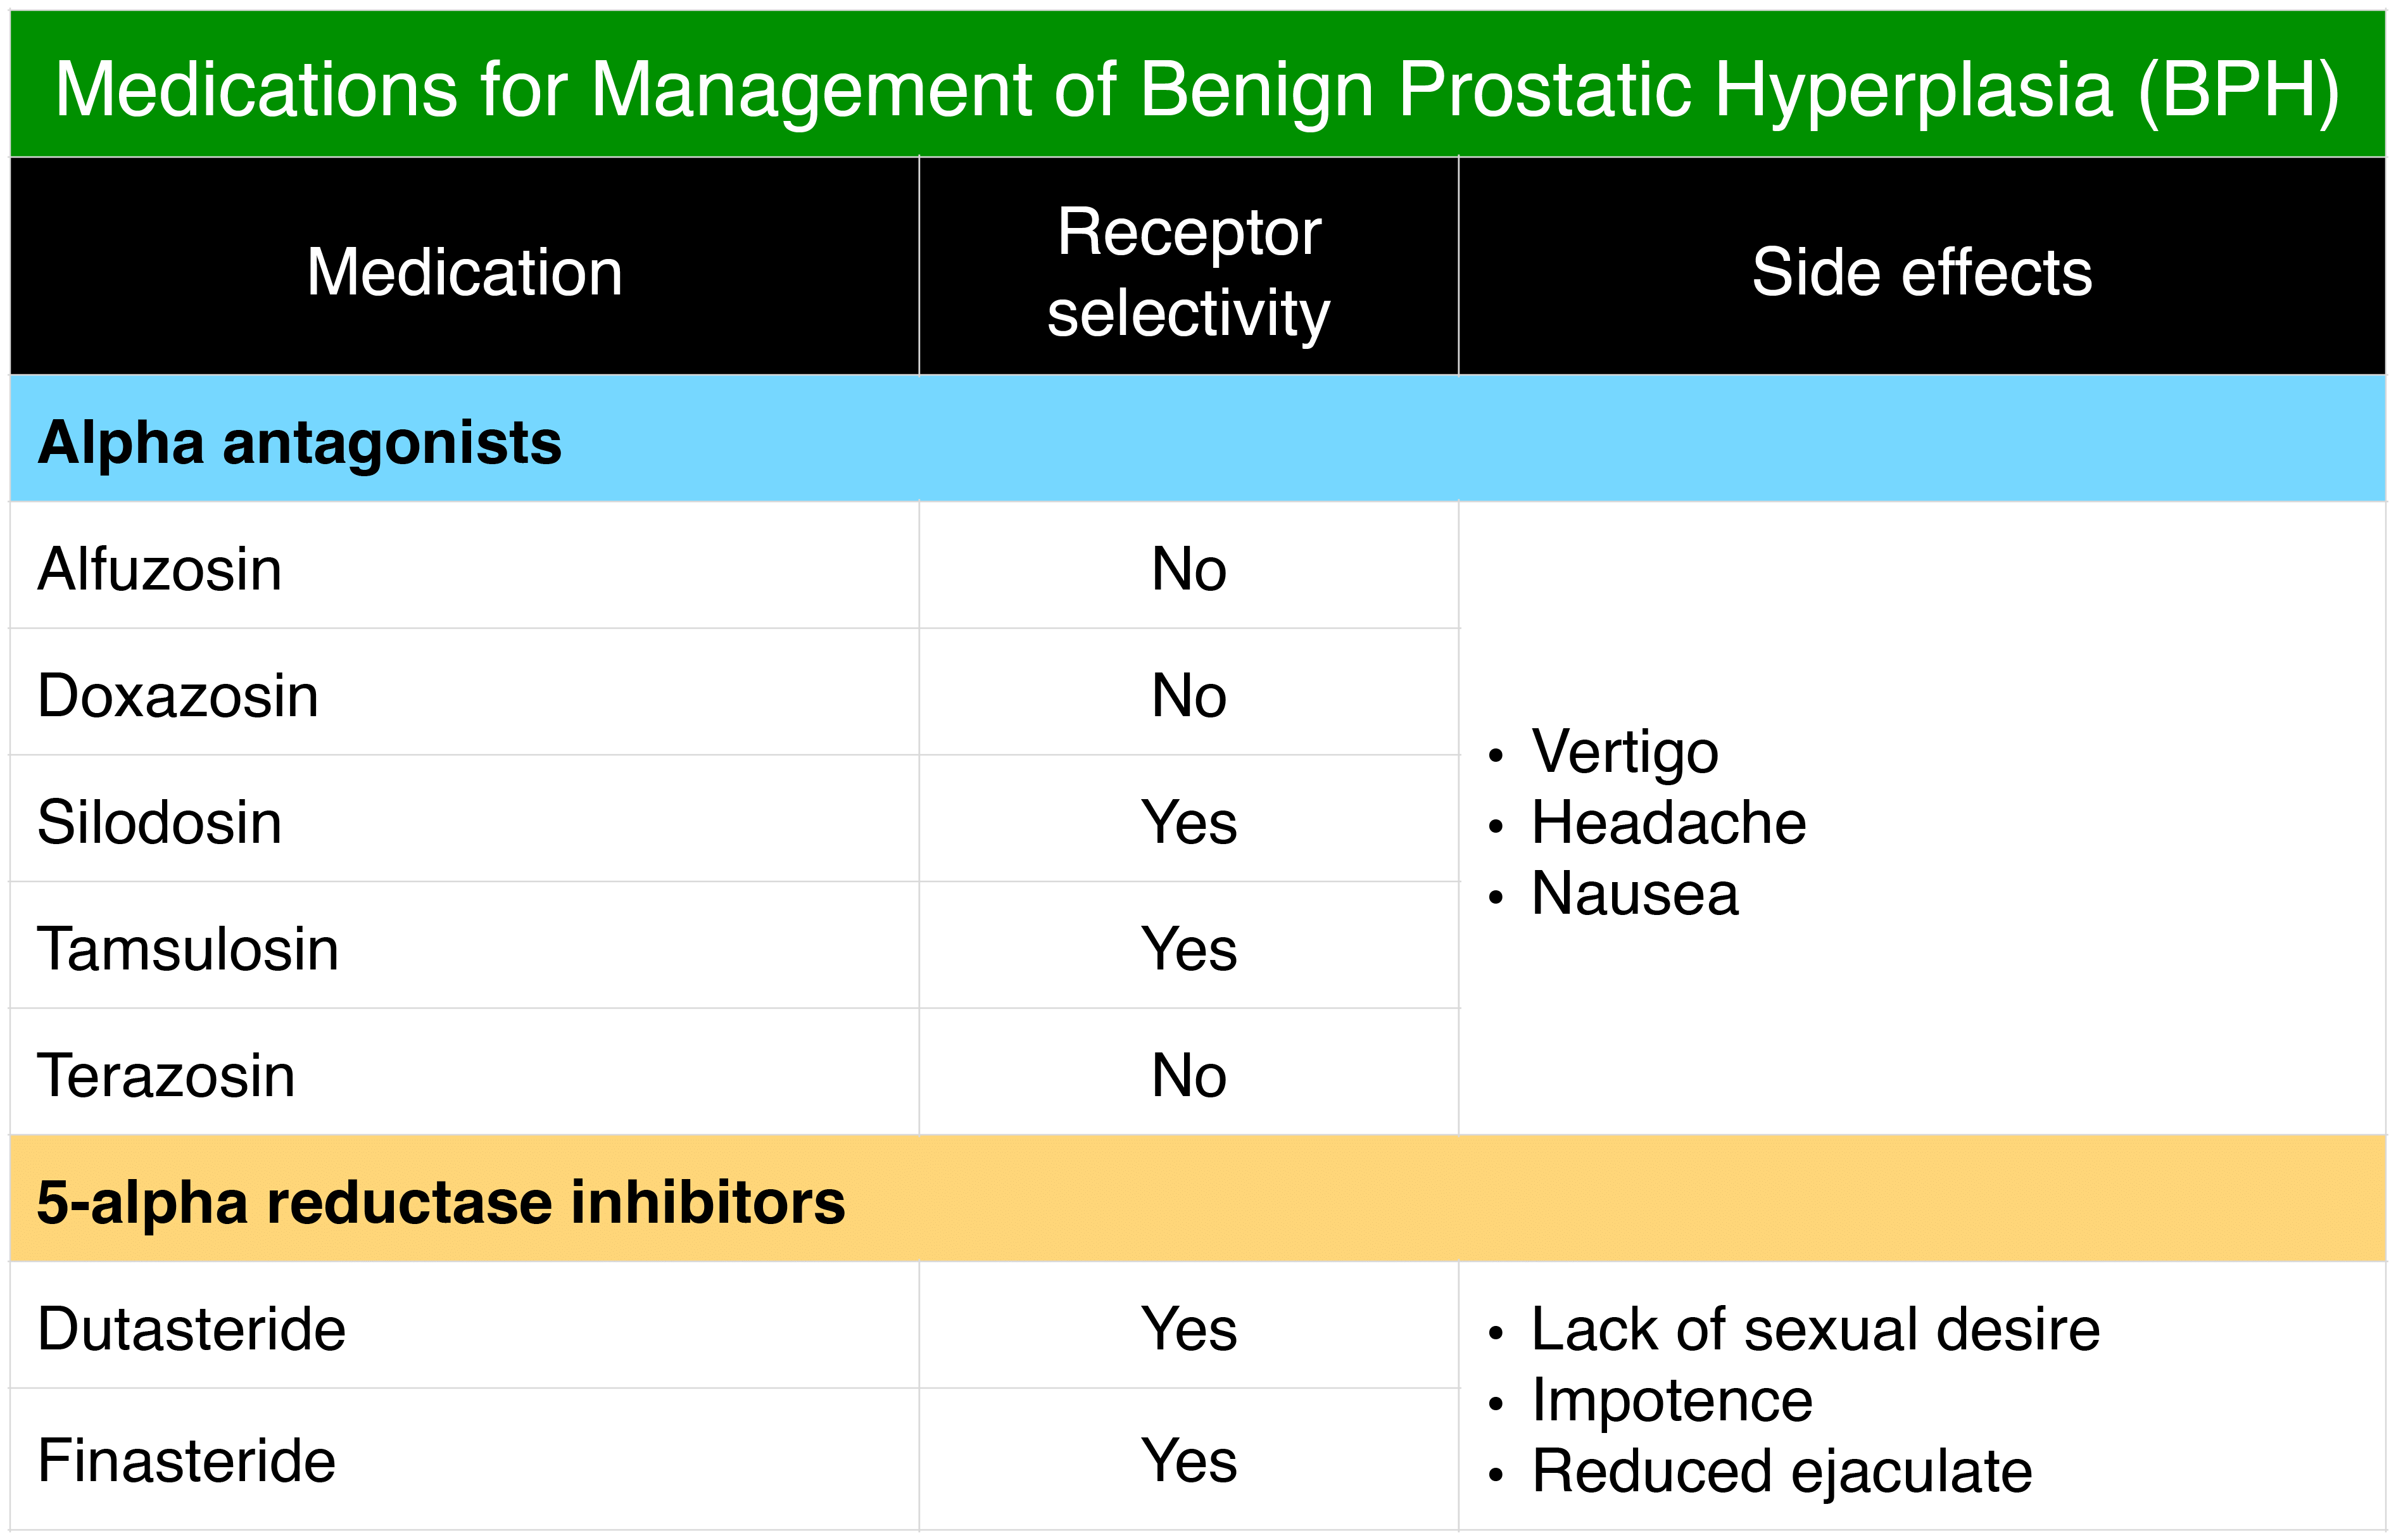 Medications for Management of Benign Prostatic Hyperplasia (BPH)
Medication
Receptor
selectivity
Side effects
Alpha antagonists
Alfuzosin
No
Doxazosin
No
Silodosin
Yes
Tamsulosin
Yes
Terazosin
No
• Vertigo
• Headache
• Nausea
5-alpha reductase inhibitors
Dutasteride
Yes
Finasteride
Yes
• Lack of sexual desire
• Impotence
• Reduced ejaculate